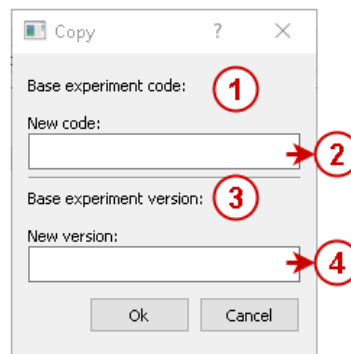 Copy ?
Base experiment code: 1
New code:
2
Base experiment version: 3
New version:
4
Ok Cancel